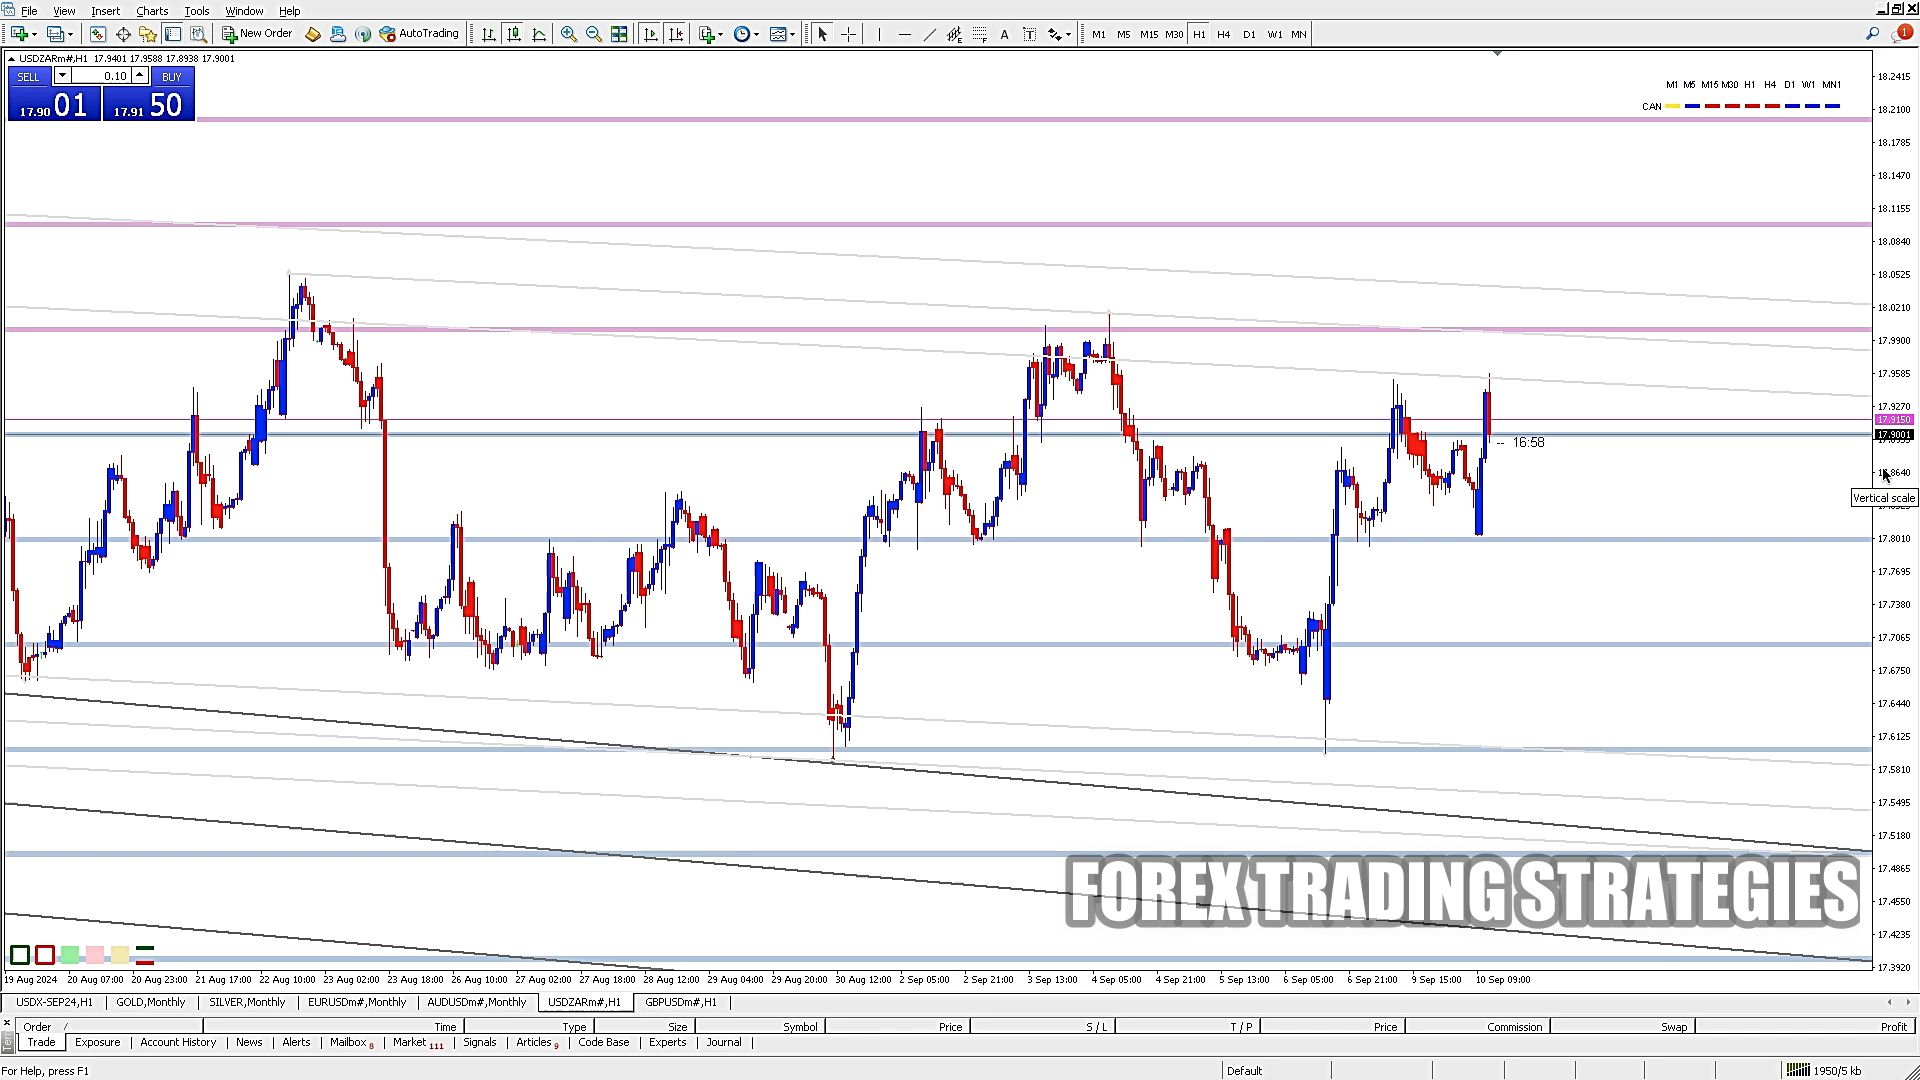 File View Insert Charts Tools Window Help
New Order AutoTrading M1 M5 M15 M30 H1 H4 D1 W1 MN 1
USDZARm#,H1 17.9401 17.9588 17.8938 17.9001
SELL 0.10 BUY
17.90 01 17.91 50
M1 M5 M15 M30 H1 H4 D1 W1 MN1
CAN
18.2415
18.2100
18.1785
18.1470
18.1155
18.0840
18.0525
18.0210
17.9900
17.9585
17.9270
17.9150
17.9001
16:58
Vertical scale
17.8010
17.7695
17.7380
17.7065
17.6750
17.6440
17.6125
17.5810
17.5495
17.5180
17.4865
17.4550
17.4235
17.3920
FOREX TRADING STRATEGIES
19 Aug 2024 20 Aug 07:00 20 Aug 23:00 21 Aug 17:00 22 Aug 10:00 23 Aug 02:00 23 Aug 18:00 26 Aug 10:00 27 Aug 02:00 27 Aug 18:00 28 Aug 12:00 29 Aug 04:00 29 Aug 20:00 30 Aug 12:00 2 Sep 05:00 2 Sep 21:00 3 Sep 13:00 4 Sep 05:00 4 Sep 21:00 5 Sep 13:00 6 Sep 05:00 6 Sep 21:00 9 Sep 15:00 10 Sep 09:00
USDX-SEP24,H1 GOLD,Monthly SILVER,Monthly EURUSDm#,Monthly AUDUSDm#,Monthly USDZARm#,H1 GBPUSDm#,H1
Order / Time Type Size Symbol Price S / L T / P Price Commission Swap Profit
Trade Exposure Account History News Alerts Mailbox 8 Market 111 Signals Articles 9 Code Base Experts Journal
For Help, press F1 Default 1950/5 kb